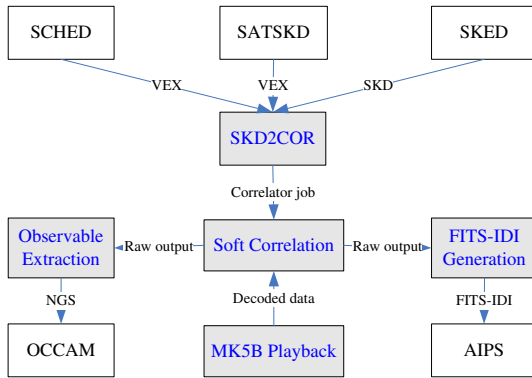 SCHED
SATSKD
SKED
VEX
VEX
SKD
SKD2COR
Correlator job
Observable
Extraction
Raw output
Soft Correlation
Raw output
FITS-IDI
Generation
NGS
Decoded data
FITS-IDI
OCCAM
MK5B Playback
AIPS